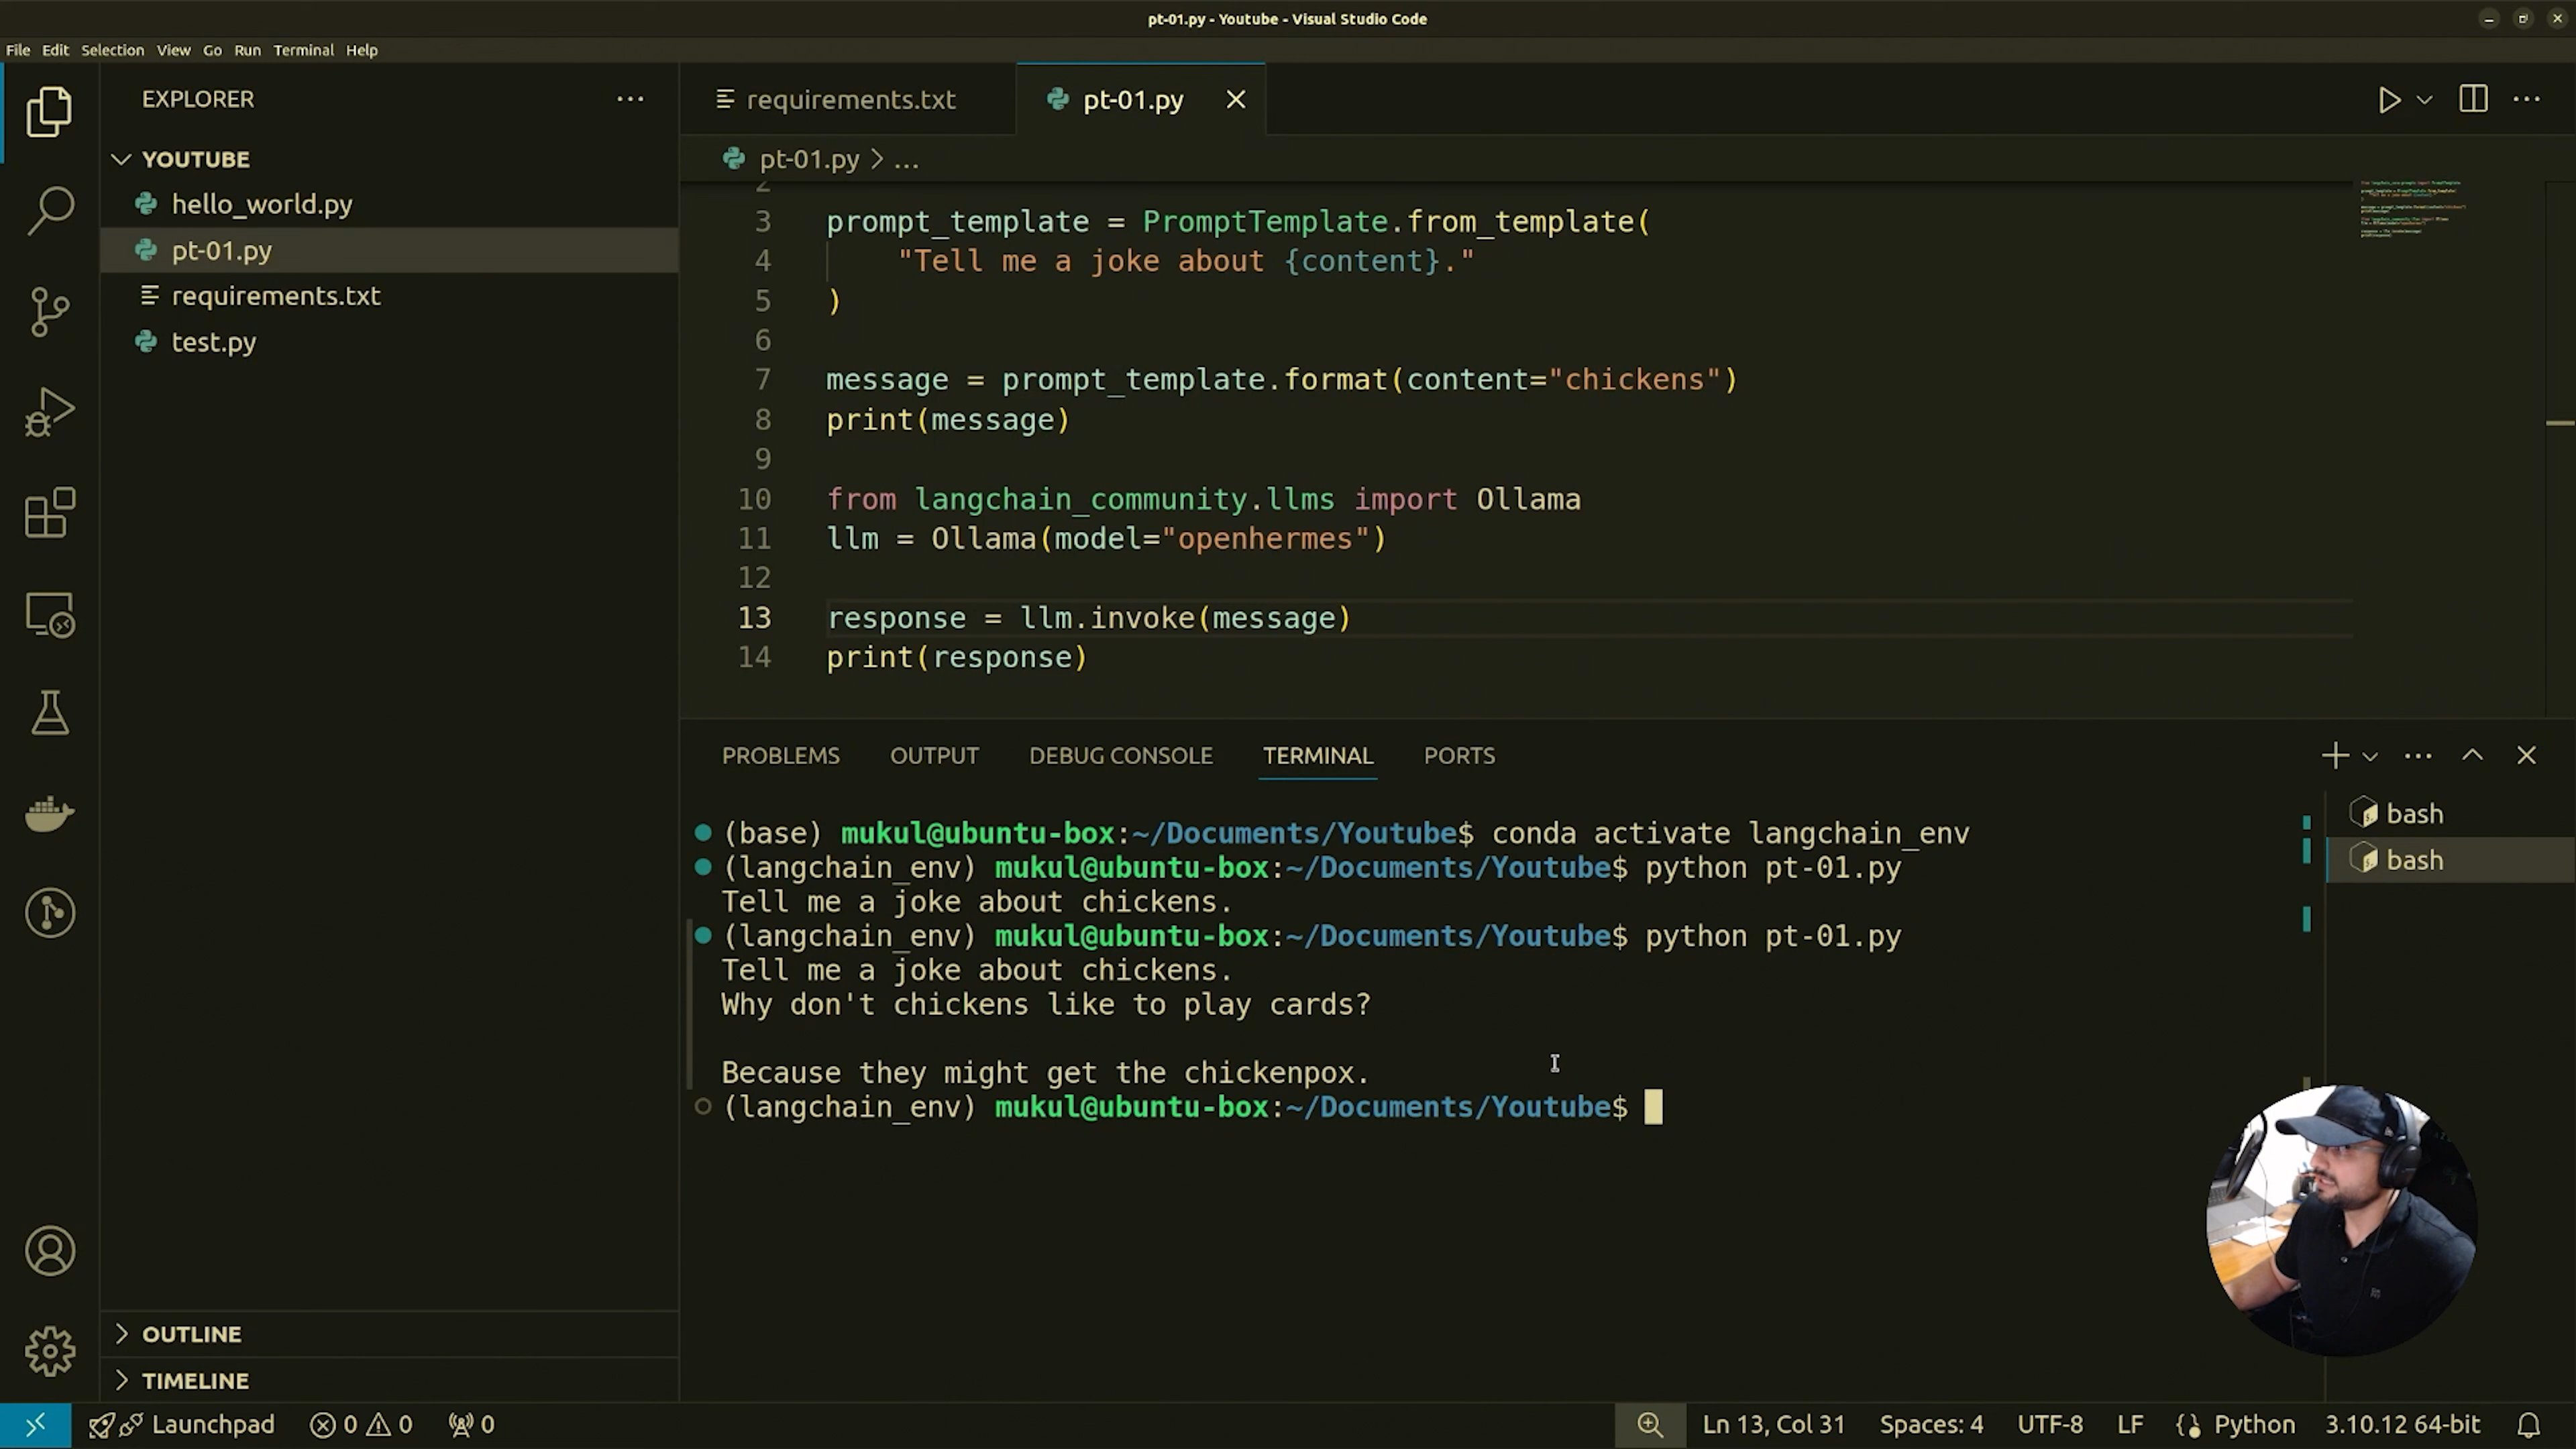 pt-01.py - Youtube - Visual Studio Code
File Edit Selection View Go Run Terminal Help
EXPLORER
YOUTUBE
hello_world.py
pt-01.py
requirements.txt
test.py
OUTLINE
TIMELINE
requirements.txt
pt-01.py
pt-01.py > ...
2
3 prompt_template = PromptTemplate.from_template(
4 "Tell me a joke about {content}."
5 )
6
7 message = prompt_template.format(content="chickens")
8 print(message)
9
10 from langchain_community.llms import Ollama
11 llm = Ollama(model="openhermes")
12
13 response = llm.invoke(message)
14 print(response)
PROBLEMS OUTPUT DEBUG CONSOLE TERMINAL PORTS
(base) mukul@ubuntu-box:~/Documents/Youtube$ conda activate langchain_env
(langchain_env) mukul@ubuntu-box:~/Documents/Youtube$ python pt-01.py
Tell me a joke about chickens.
(langchain_env) mukul@ubuntu-box:~/Documents/Youtube$ python pt-01.py
Tell me a joke about chickens.
Why don't chickens like to play cards?
Because they might get the chickenpox.
(langchain_env) mukul@ubuntu-box:~/Documents/Youtube$
bash
bash
Launchpad 0 0 0 Ln 13, Col 31 Spaces: 4 UTF-8 LF Python 3.10.12 64-bit